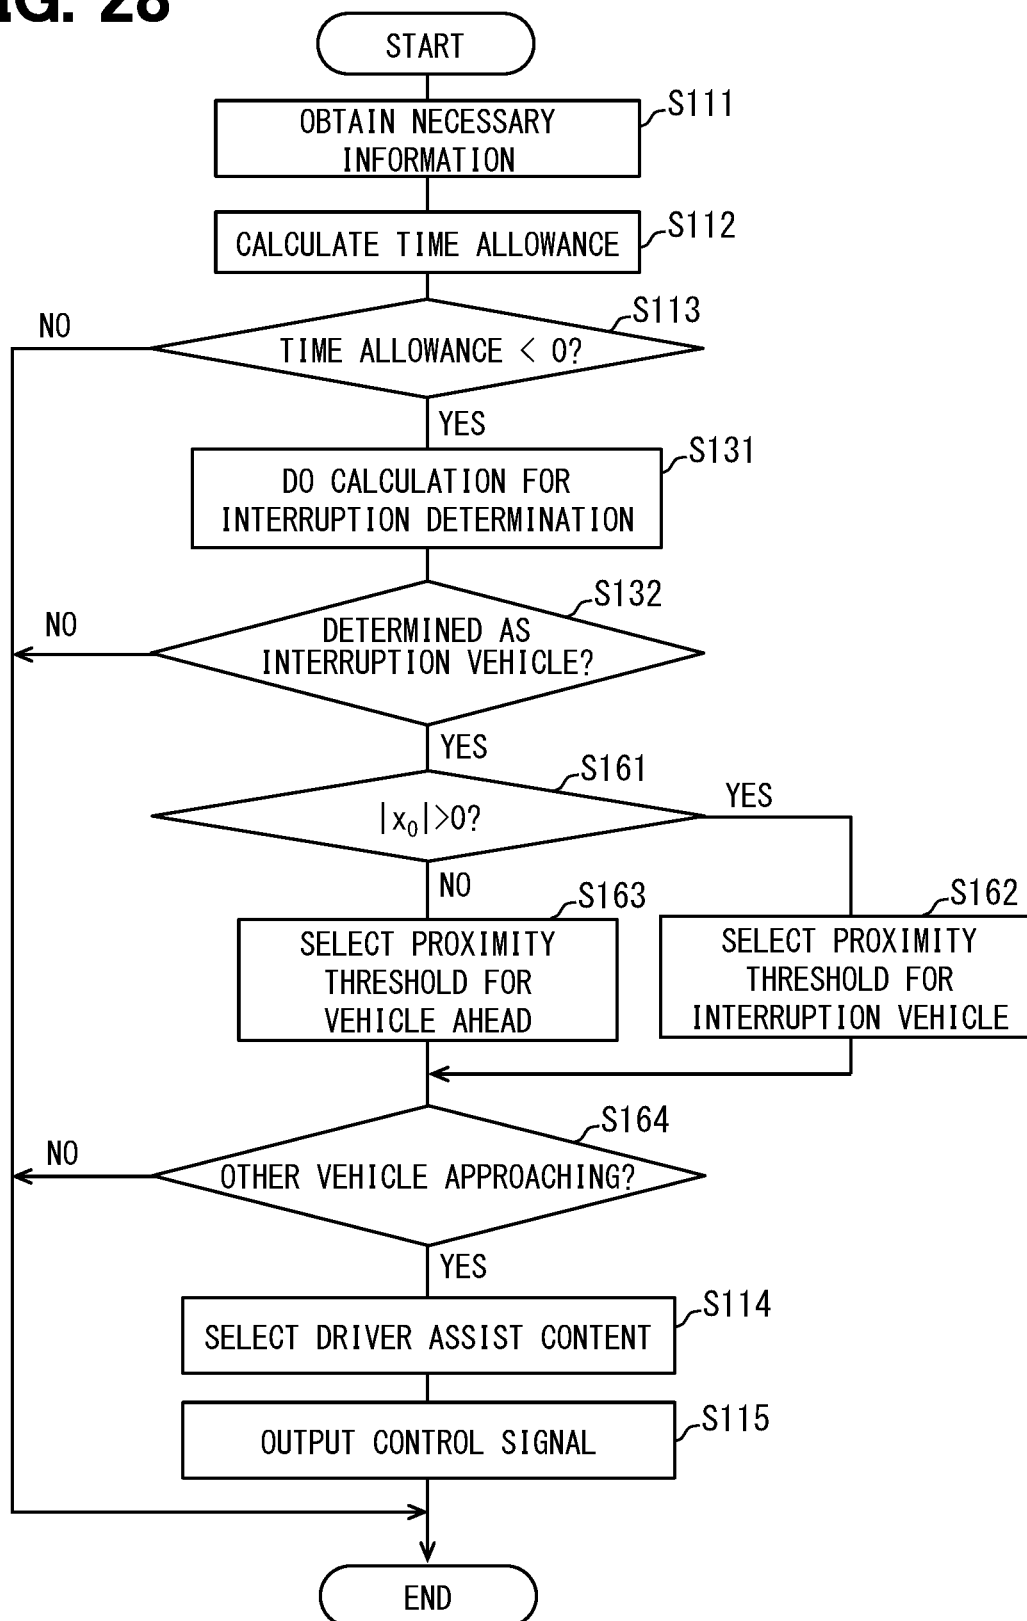 FIG. 28
START
S111
OBTAIN NECESSARY
INFORMATION
S112
CALCULATE TIME ALLOWANCE
S113
NO
TIME ALLOWANCE < 0?
YES
S131
DO CALCULATION FOR
INTERRUPTION DETERMINATION
S132
NO
DETERMINED AS
INTERRUPTION VEHICLE?
YES
S161
YES
|x₀|>0?
NO
S163
SELECT PROXIMITY
THRESHOLD FOR
VEHICLE AHEAD
S162
SELECT PROXIMITY
THRESHOLD FOR
INTERRUPTION VEHICLE
S164
NO
OTHER VEHICLE APPROACHING?
YES
S114
SELECT DRIVER ASSIST CONTENT
S115
OUTPUT CONTROL SIGNAL
END